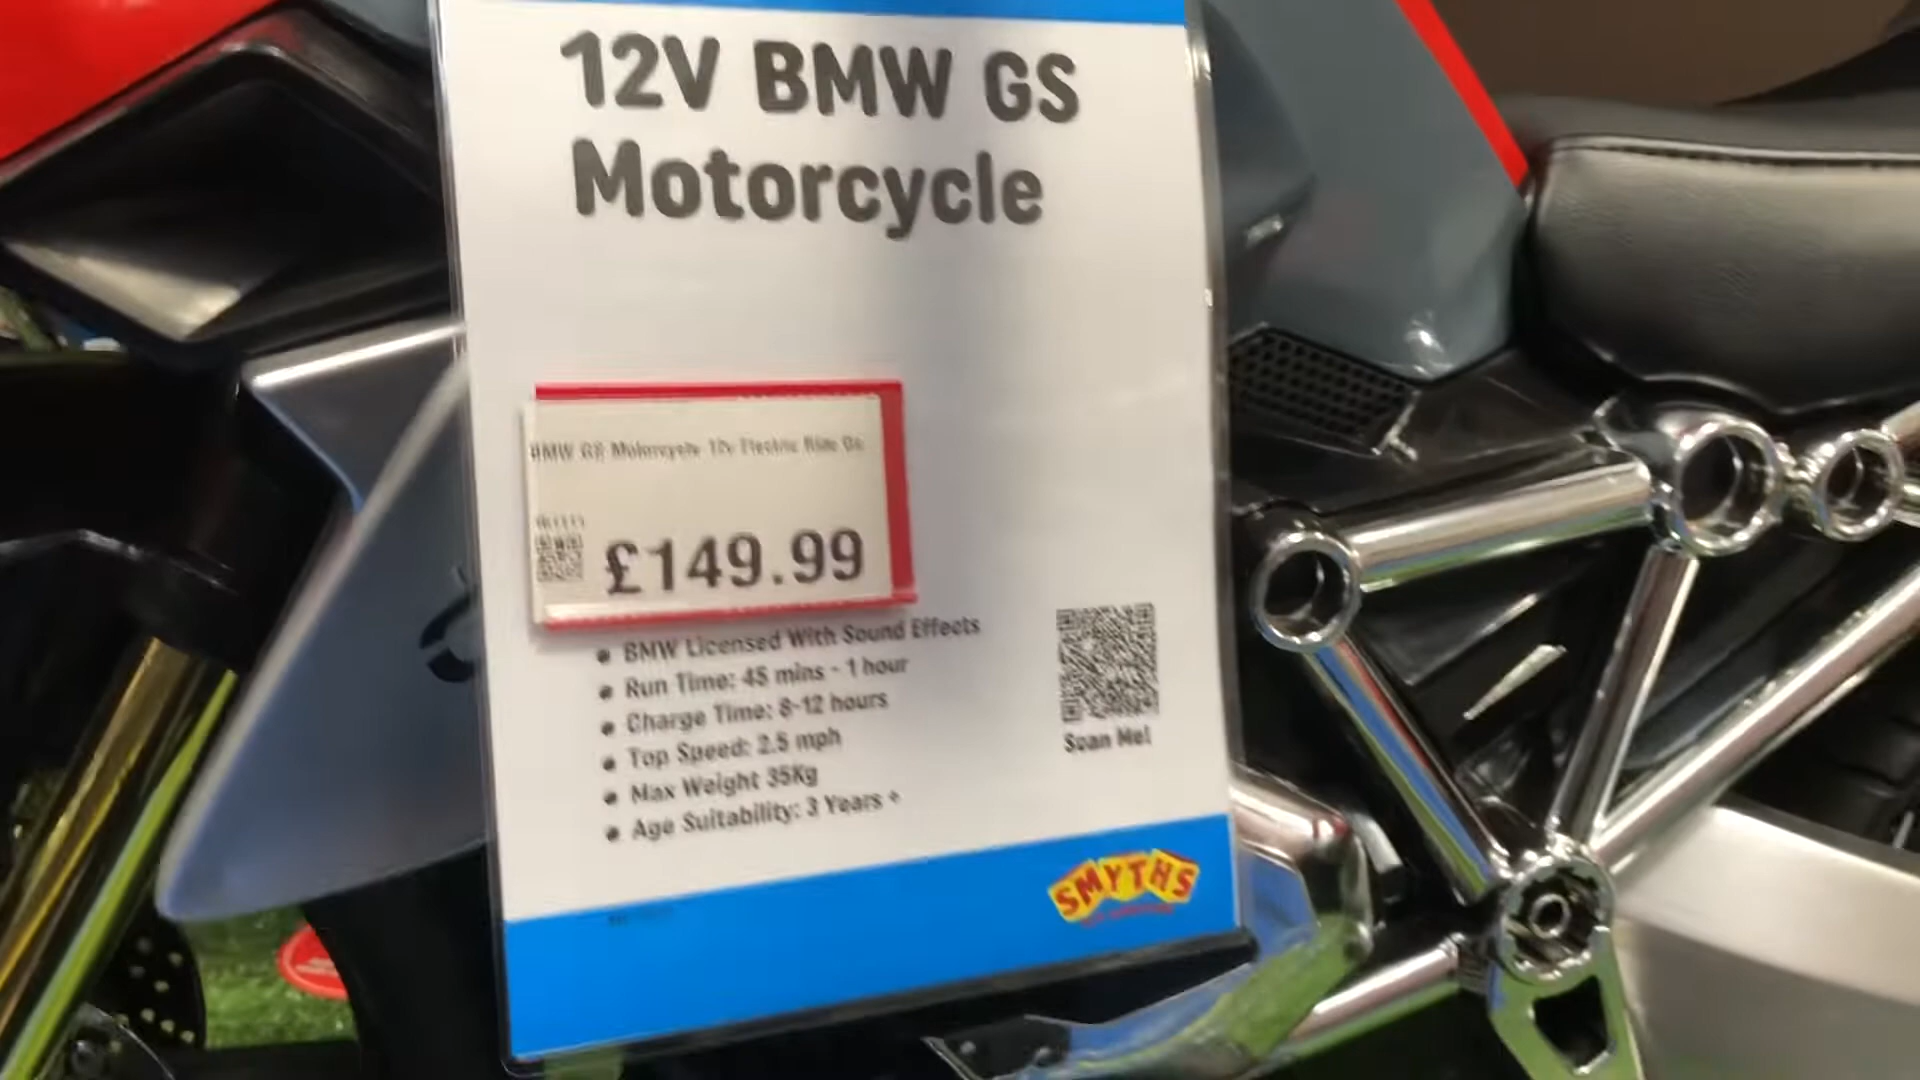 12V BMW GS
Motorcycle
BMW GS Motorcycle 12v Electric Ride On
£149.99
BMW Licensed With Sound Effects
Run Time: 45 mins - 1 hour
Charge Time: 8-12 hours
Top Speed: 2.5 mph
Max Weight 35Kg
Age Suitability: 3 Years +
Scan Me!
SMYTHS